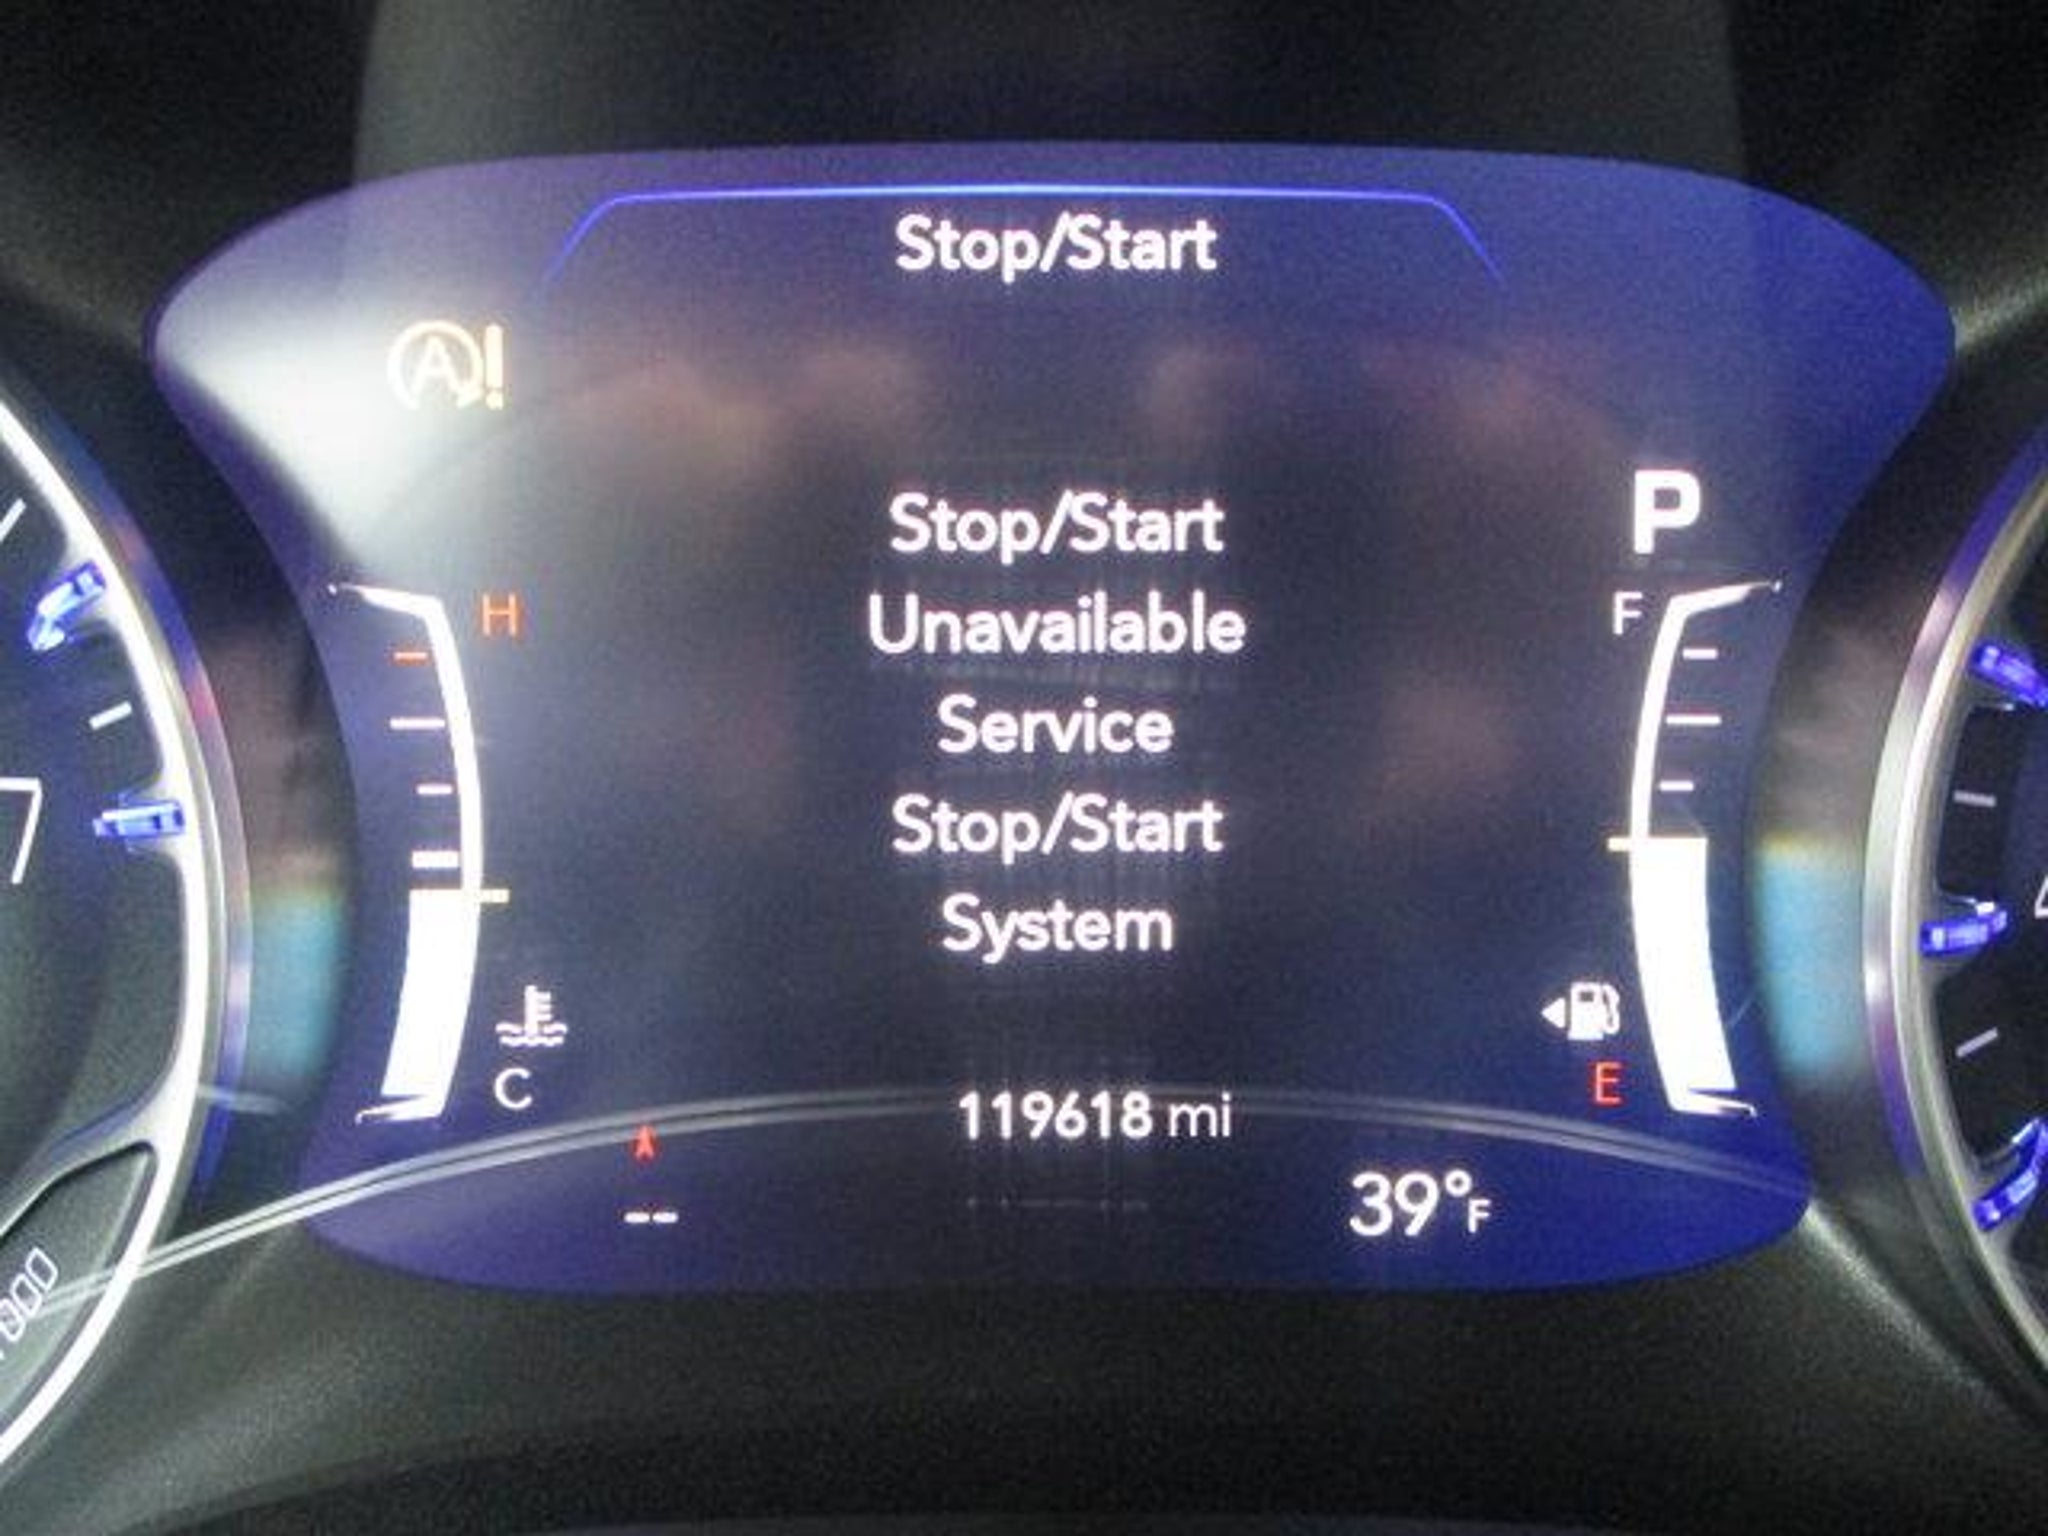 Stop/Start
A!
Stop/Start
Unavailable
Service
Stop/Start
System
P
H
F
C
E
119618 mi
39°F